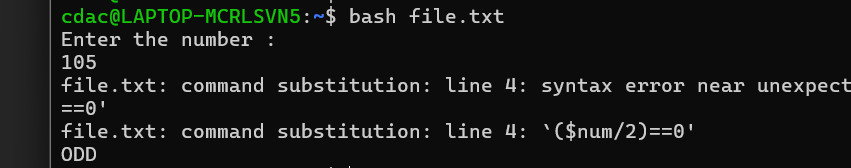 cdac@LAPTOP-MCRLSVN5:~$ bash file.txt
Enter the number :
105
file.txt: command substitution: line 4: syntax error near unexpect
==0'
file.txt: command substitution: line 4: `($num/2)==0'
ODD